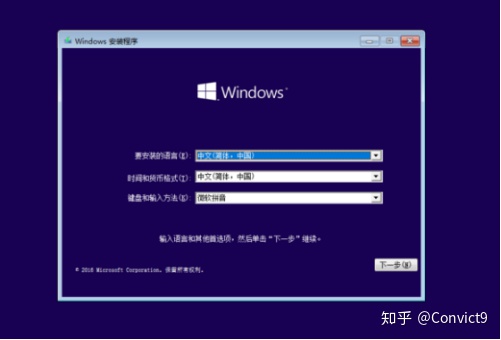 Windows 安装程序
Windows
要安装的语言(E): 中文(简体，中国)
时间和货币格式(T): 中文(简体，中国)
键盘和输入方法(K): 微软拼音
输入语言和其他首选项，然后单击“下一步”继续。
© 2018 Microsoft Corporation。保留所有权利。
下一步(N)
知乎 @Convict9